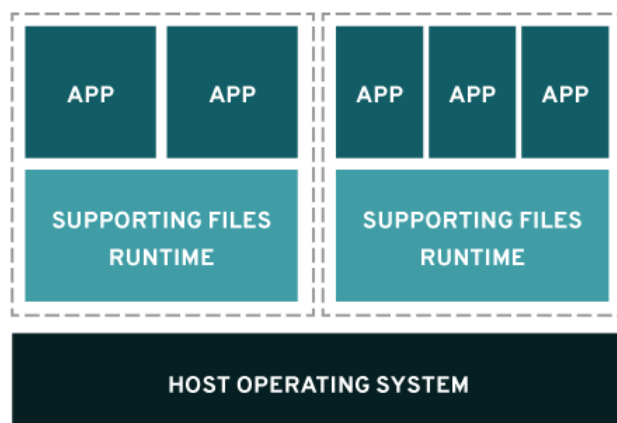 APP
APP
APP
APP
APP
SUPPORTING FILES
RUNTIME
SUPPORTING FILES
RUNTIME
HOST OPERATING SYSTEM